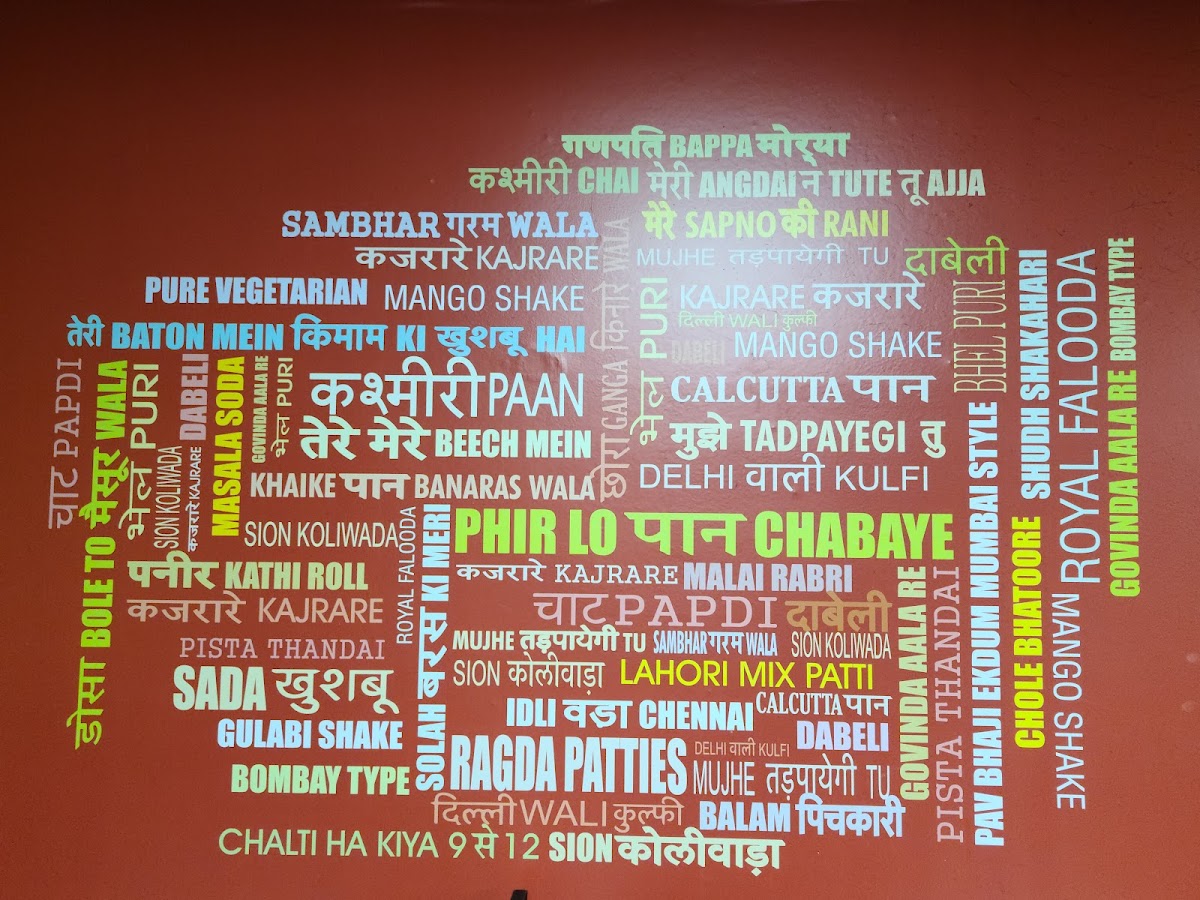 गणपति BAPPA मोर्‍या
कश्मीरी CHAI
मेरी ANGDAI न TUTE तू AJJA
SAMBHAR गरम WALA
मेरे SAPNO की RANI
कजरारे KAJRARE
MUJHE तड़पायेगी TU
दाबेली
PURE VEGETARIAN
MANGO SHAKE
KAJRARE कजरारे
दिल्ली WALI कुल्फी
तेरी BATON MEIN किमाम KI खुशबू HAI
DABELI
MANGO SHAKE
छोरा GANGA किनारे WALA
भेल PURI
BHEL PURI
SHUDH SHAKAHARI
ROYAL FALOODA
GOVINDA AALA RE BOMBAY TYPE
चाट PAPDI
डोसा BOLE TO मैसूर WALA
भेल PURI
SION KOLIWADA
DABELI
कजरारे KAJRARE
MASALA SODA
GOVINDA AALA RE
भेल PURI
कश्मीरी PAAN
CALCUTTA पान
तेरे मेरे BEECH MEIN
मुझे TADPAYEGI तु
KHAIKE पान BANARAS WALA
DELHI वाली KULFI
SION KOLIWADA
ROYAL FALOODA
SOLAH बरस KI MERI
PHIR LO पान CHABAYE
पनीर KATHI ROLL
कजरारे KAJRARE
MALAI RABRI
कजरारे KAJRARE
चाट PAPDI
दाबेली
PISTA THANDAI
MUJHE तड़पायेगी TU
SAMBHAR गरम WALA
SION KOLIWADA
SADA खुशबू
SION कोलीवाड़ा
LAHORI MIX PATTI
GULABI SHAKE
IDLI वडा CHENNAI
CALCUTTA पान
DABELI
BOMBAY TYPE
RAGDA PATTIES
DELHI वाली KULFI
MUJHE तड़पायेगी TU
GOVINDA AALA RE
PISTA THANDAI
PAV BHAJI EKDUM MUMBAI STYLE
CHOLE BHATOORE
MANGO SHAKE
दिल्ली WALI कुल्फी
BALAM पिचकारी
CHALTI HA KIYA 9 से 12
SION कोलीवाड़ा